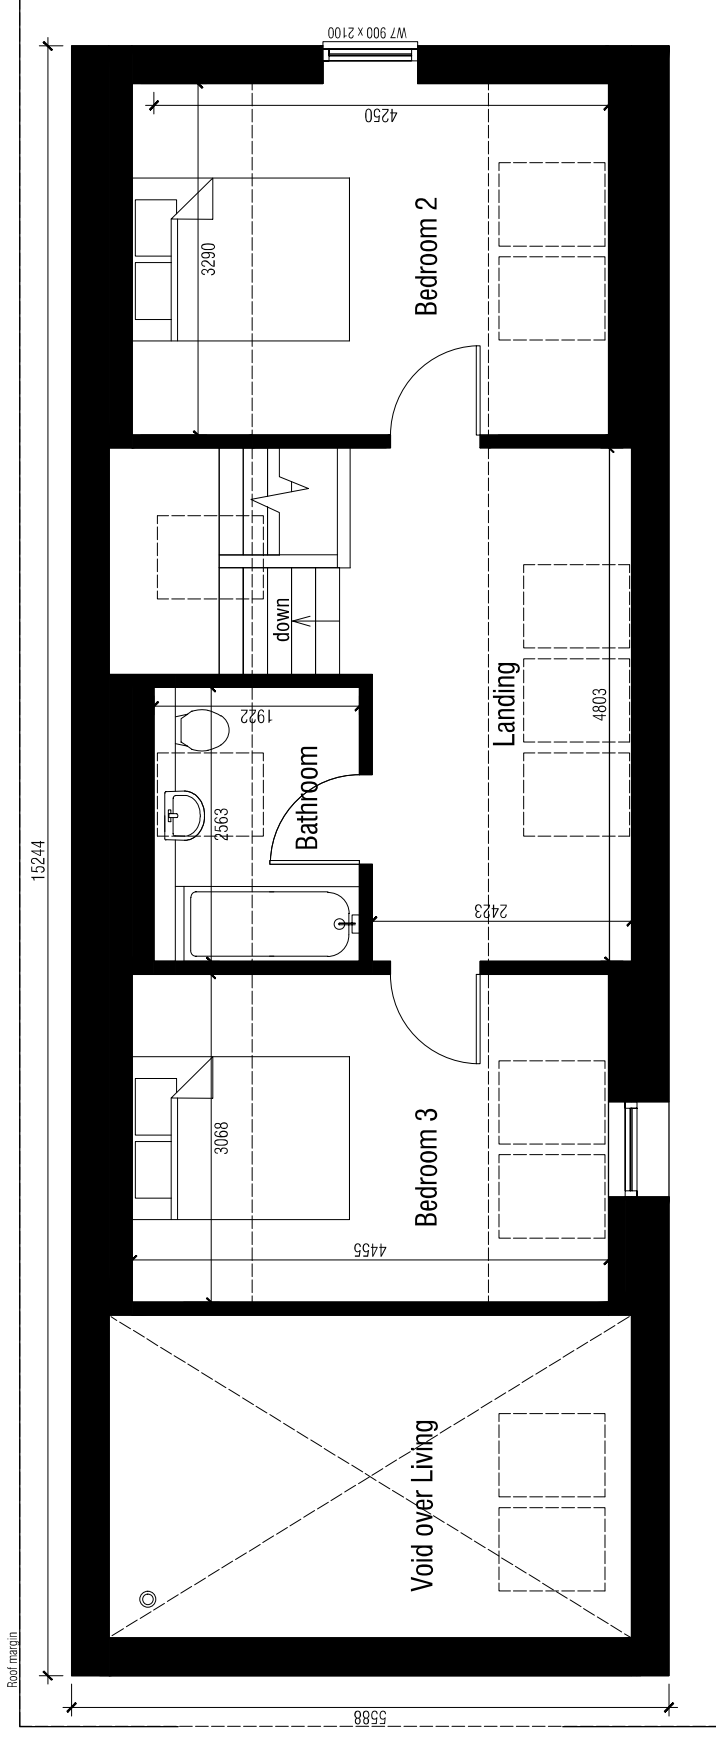 W7 900 x 2100
4250
3290
Bedroom 2
down
Landing
4803
1922
Bathroom
2563
15244
2423
3068
Bedroom 3
4455
Void over Living
Roof margin
5588